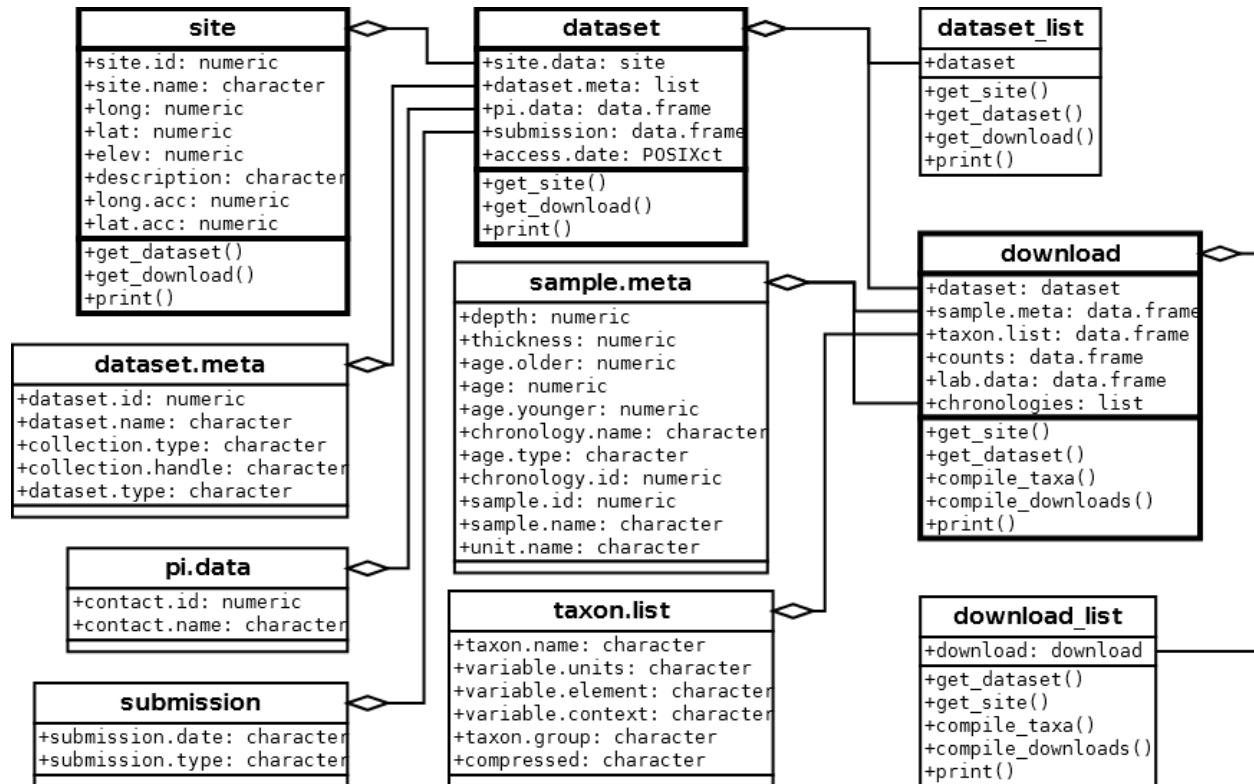 site
+site.id: numeric
+site.name: character
+long: numeric
+lat: numeric
+elev: numeric
+description: character
+long.acc: numeric
+lat.acc: numeric
+get_dataset()
+get_download()
+print()
dataset
+site.data: site
+dataset.meta: list
+pi.data: data.frame
+submission: data.frame
+access.date: POSIXct
+get_site()
+get_download()
+print()
dataset_list
+dataset
+get_site()
+get_dataset()
+get_download()
+print()
download
+dataset: dataset
+sample.meta: data.frame
+taxon.list: data.frame
+counts: data.frame
+lab.data: data.frame
+chronologies: list
+get_site()
+get_dataset()
+compile_taxa()
+compile_downloads()
+print()
sample.meta
+depth: numeric
+thickness: numeric
+age.older: numeric
+age: numeric
+age.younger: numeric
+chronology.name: character
+age.type: character
+chronology.id: numeric
+sample.id: numeric
+sample.name: character
+unit.name: character
dataset.meta
+dataset.id: numeric
+dataset.name: character
+collection.type: character
+collection.handle: character
+dataset.type: character
pi.data
+contact.id: numeric
+contact.name: character
taxon.list
+taxon.name: character
+variable.units: character
+variable.element: character
+variable.context: character
+taxon.group: character
+compressed: character
download_list
+download: download
+get_dataset()
+get_site()
+compile_taxa()
+compile_downloads()
+print()
submission
+submission.date: character
+submission.type: character